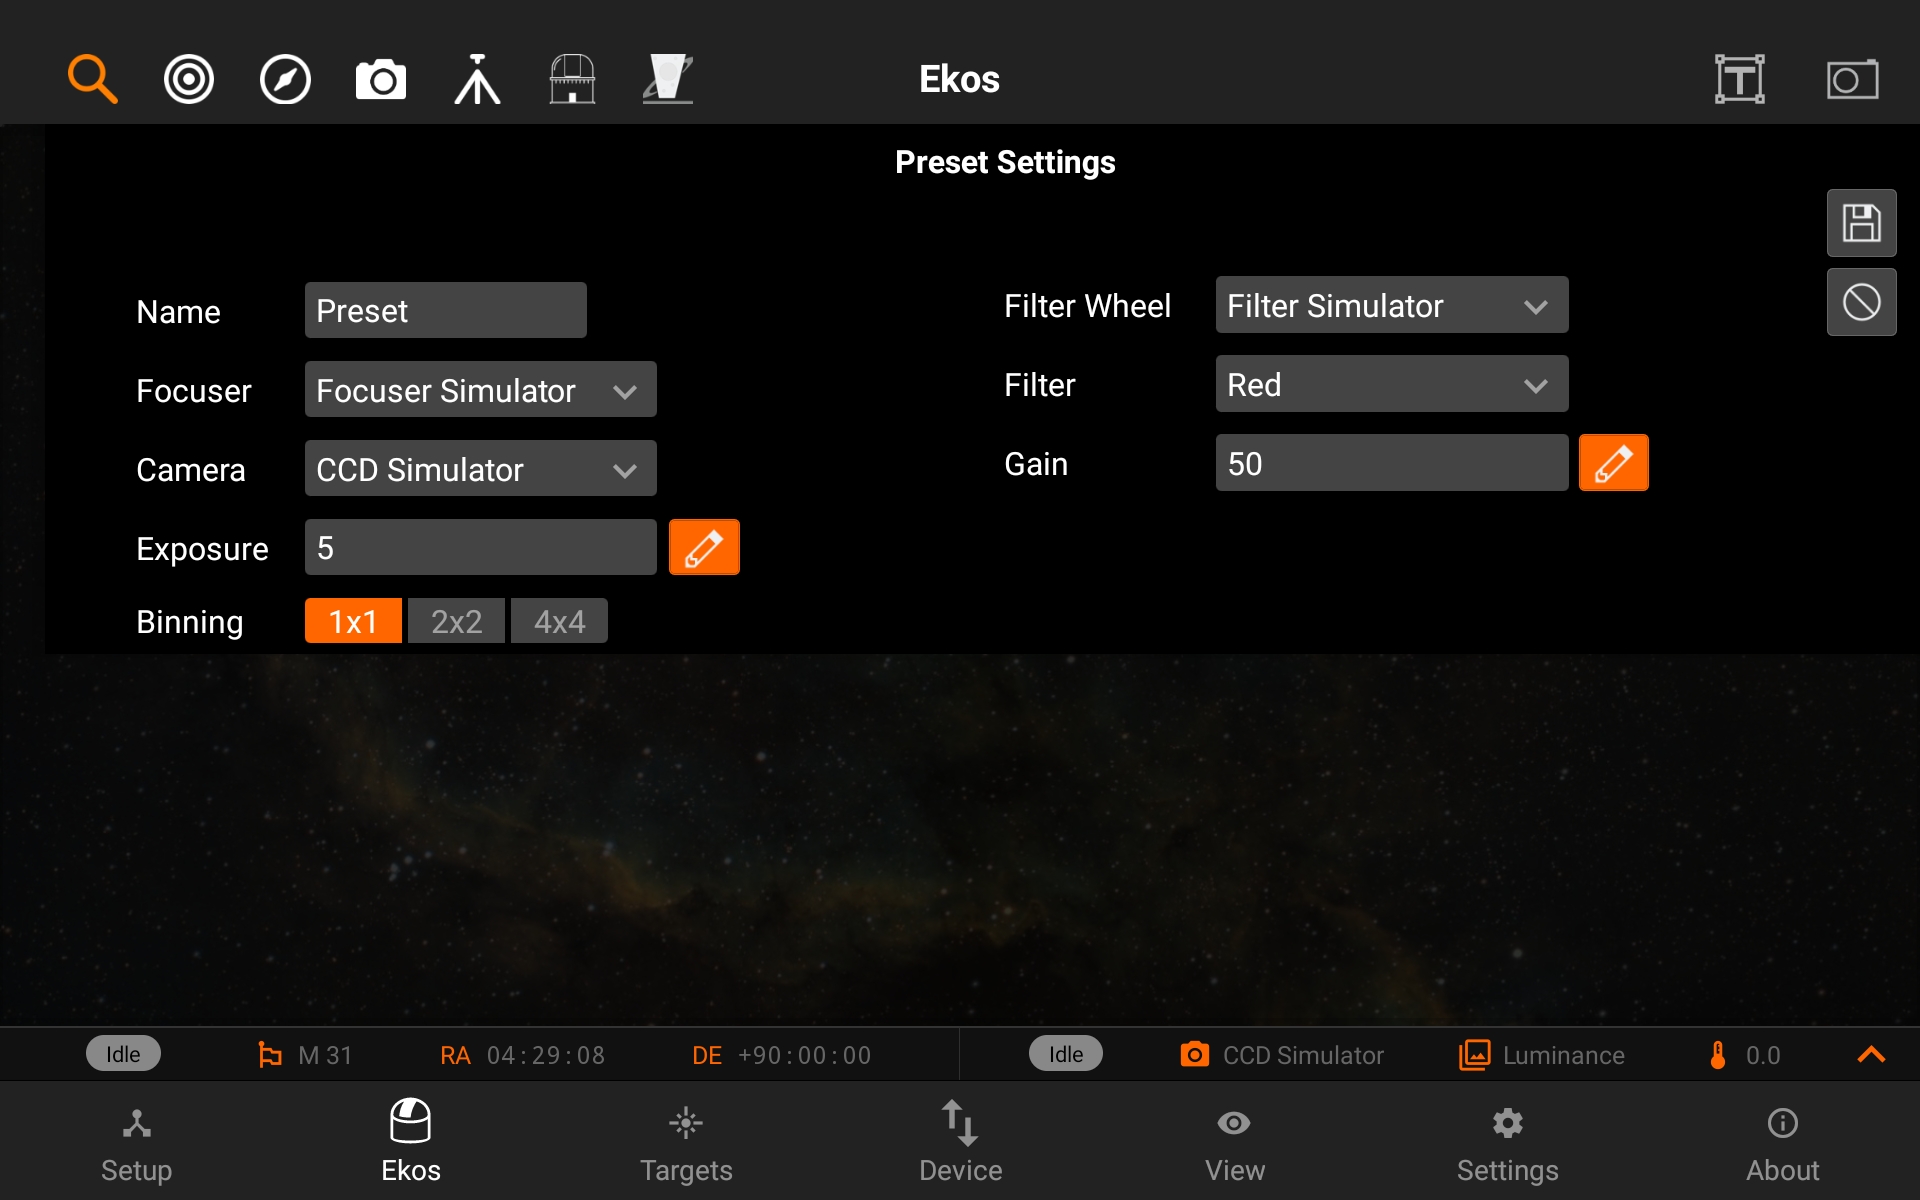 Ekos
Preset Settings
Name Preset
Filter Wheel Filter Simulator
Focuser Focuser Simulator
Filter Red
Camera CCD Simulator
Gain 50
Exposure 5
Binning 1x1 2x2 4x4
Idle M 31 RA 04:29:08 DE +90:00:00 Idle CCD Simulator Luminance 0.0
Setup Ekos Targets Device View Settings About